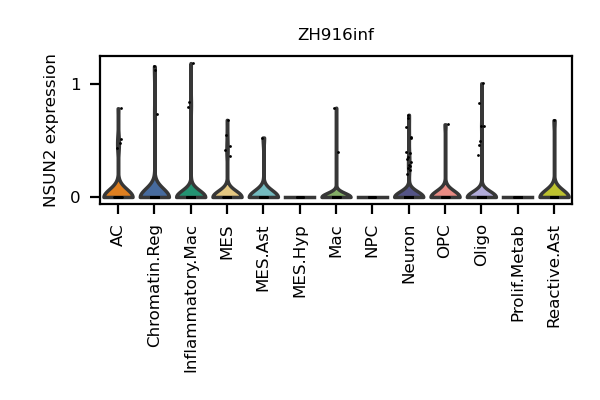 ZH916inf
NSUN2 expression
1
0
AC
Chromatin.Reg
Inflammatory.Mac
MES
MES.Ast
MES.Hyp
Mac
NPC
Neuron
OPC
Oligo
Prolif.Metab
Reactive.Ast